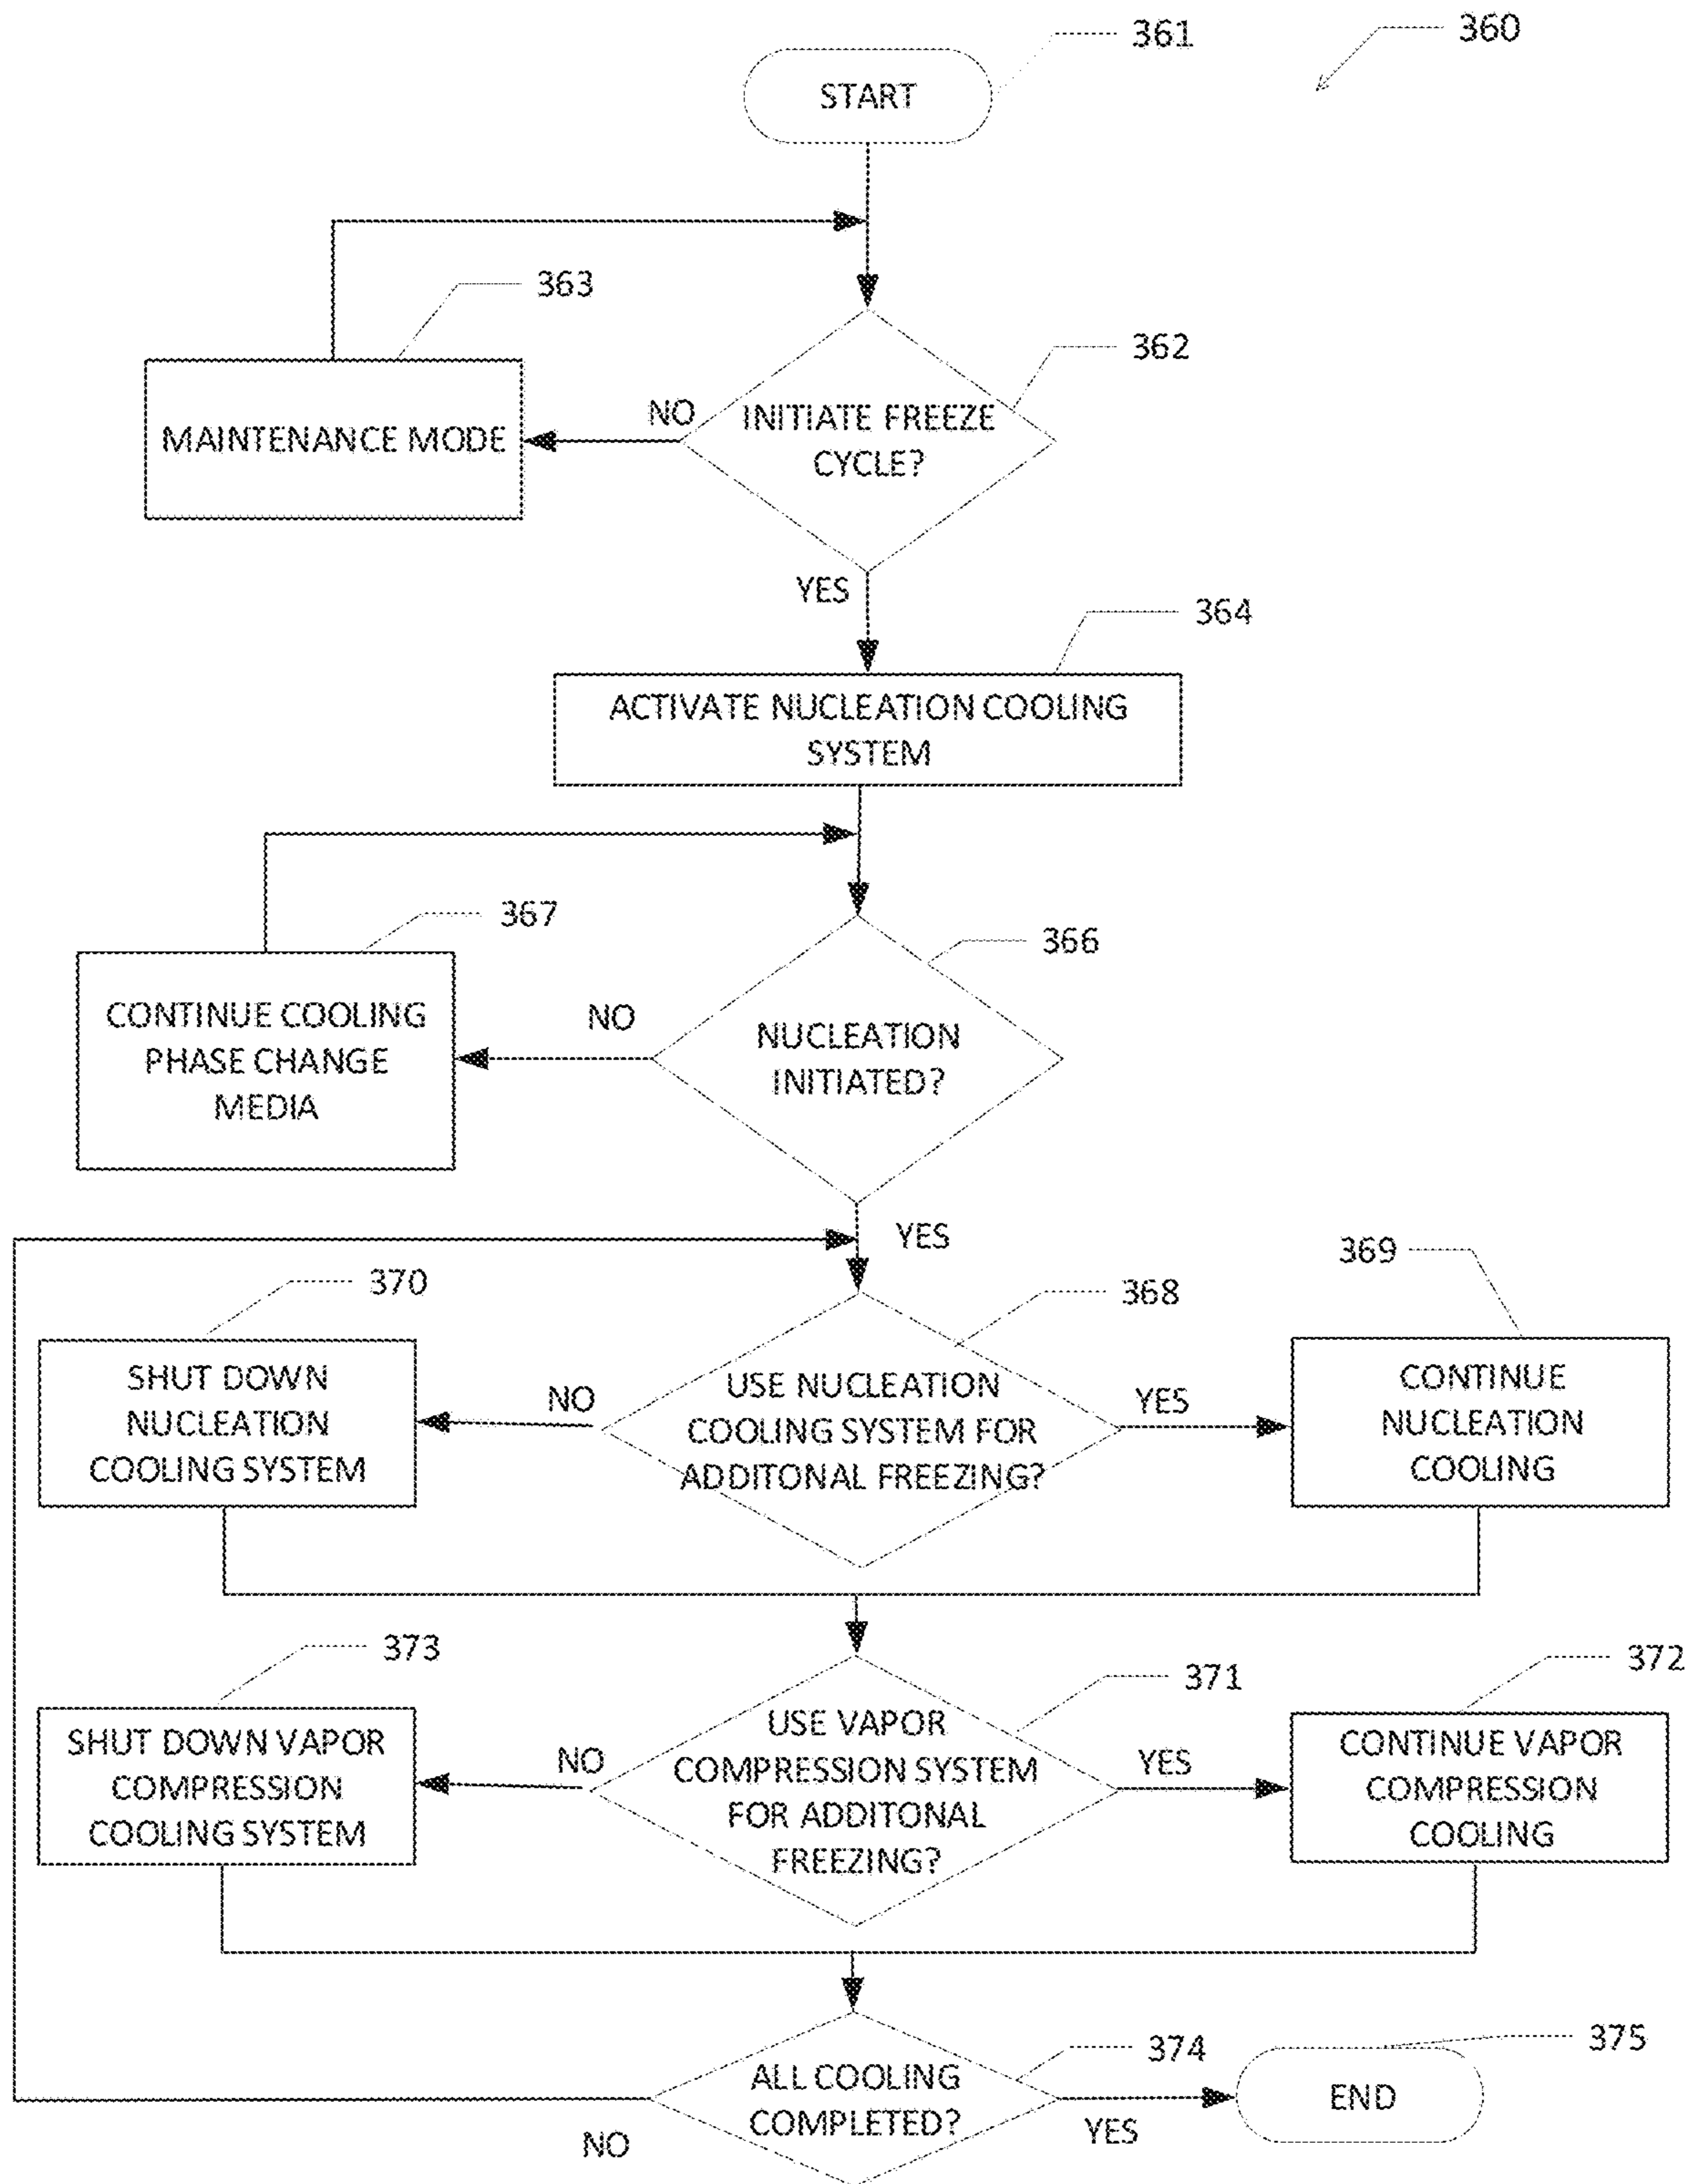 361
360
START
363
362
NO
INITIATE FREEZE
CYCLE?
MAINTENANCE MODE
YES
364
ACTIVATE NUCLEATION COOLING
SYSTEM
367
366
CONTINUE COOLING
PHASE CHANGE
MEDIA
NO
NUCLEATION
INITIATED?
YES
369
370
368
SHUT DOWN
NUCLEATION
COOLING SYSTEM
NO
USE NUCLEATION
COOLING SYSTEM FOR
ADDITONAL FREEZING?
YES
CONTINUE
NUCLEATION
COOLING
373
371
372
SHUT DOWN VAPOR
COMPRESSION
COOLING SYSTEM
NO
USE VAPOR
COMPRESSION SYSTEM
FOR ADDITONAL
FREEZING?
YES
CONTINUE VAPOR
COMPRESSION
COOLING
374
375
ALL COOLING
COMPLETED?
END
NO
YES